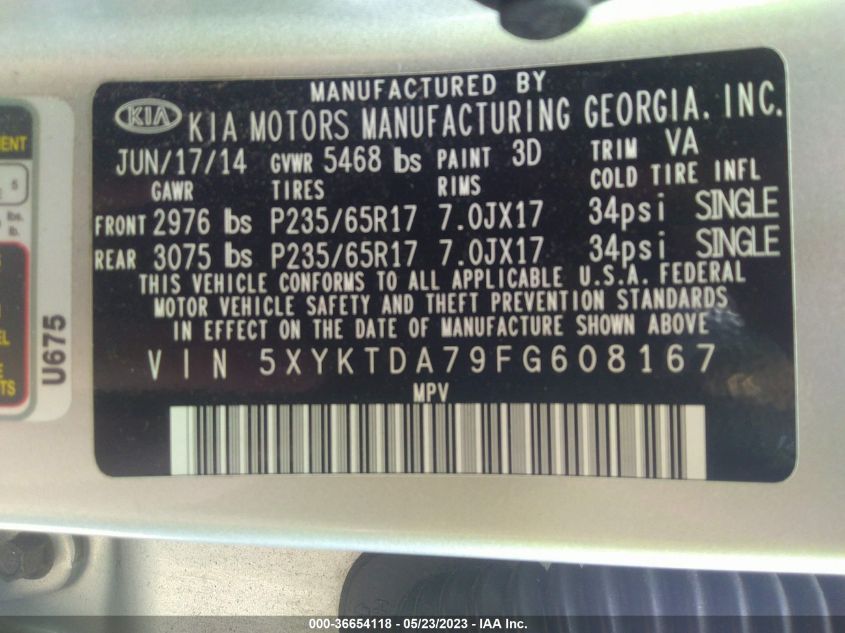 MANUFACTURED BY
KIA KIA MOTORS MANUFACTURING GEORGIA, INC.
JUN/17/14 GVWR 5468 lbs PAINT 3D TRIM VA
GAWR TIRES RIMS COLD TIRE INFL
FRONT 2976 lbs P235/65R17 7.0JX17 34psi SINGLE
REAR 3075 lbs P235/65R17 7.0JX17 34psi SINGLE
THIS VEHICLE CONFORMS TO ALL APPLICABLE U.S.A. FEDERAL
MOTOR VEHICLE SAFETY AND THEFT PREVENTION STANDARDS
IN EFFECT ON THE DATE OF MANUFACTURE SHOWN ABOVE
VIN 5XYKTDA79FG608167
MPV
U675
000-36654118 - 05/23/2023 - IAA Inc.